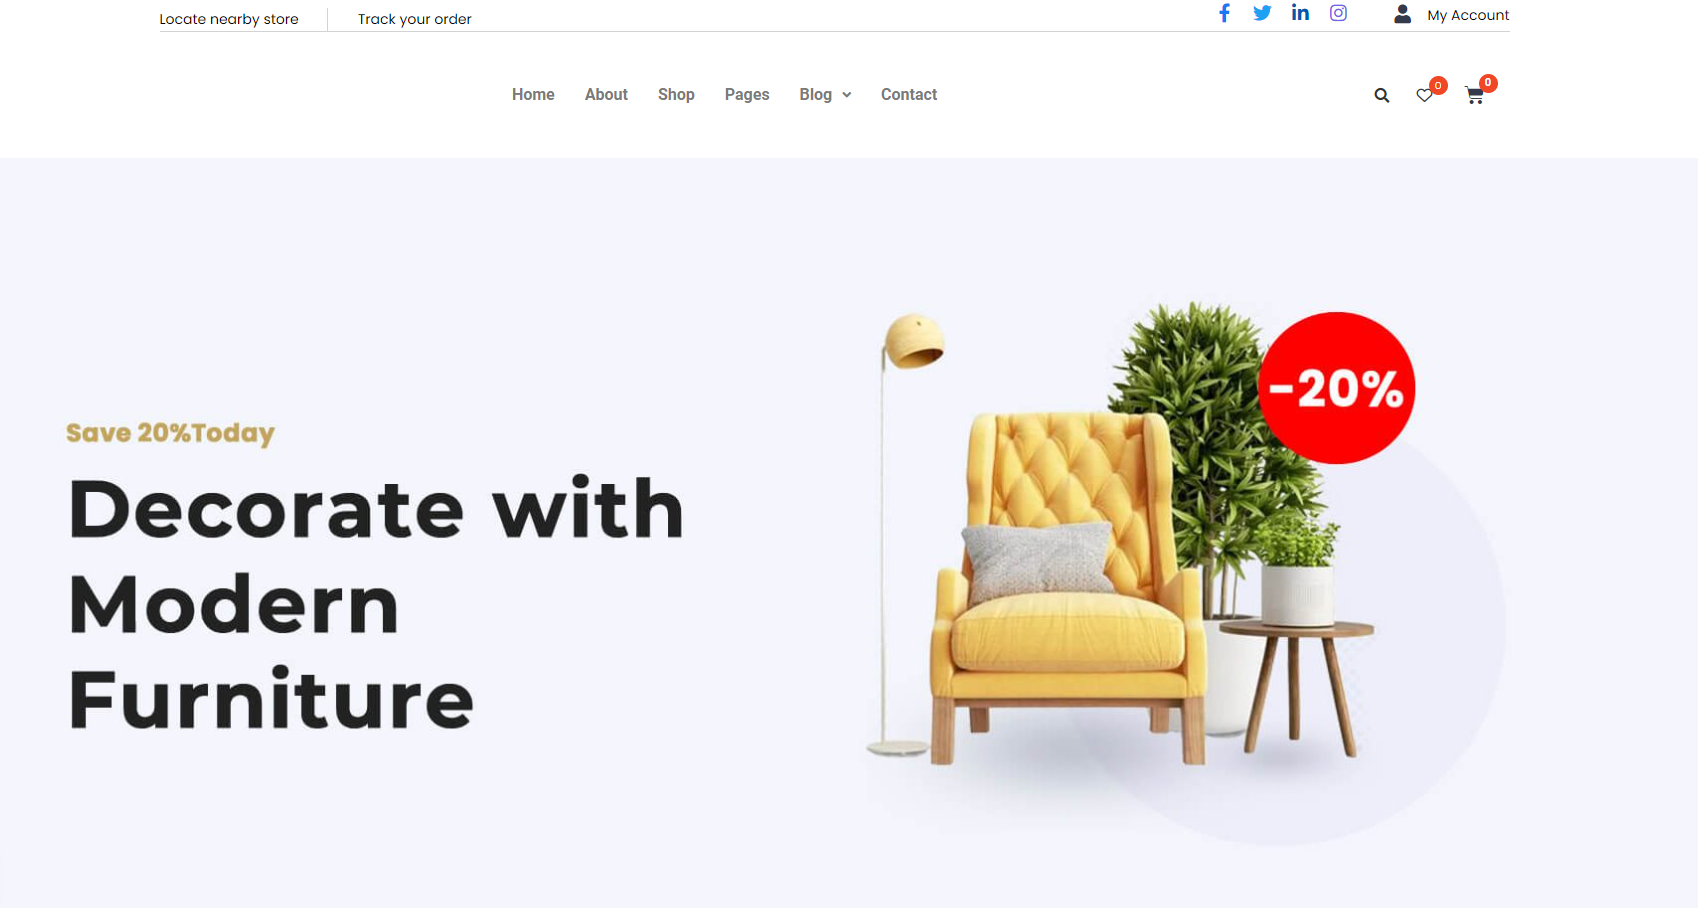 Locate nearby store
Track your order
My Account
Home About Shop Pages Blog Contact
0
0
-20%
Save 20%Today
Decorate with
Modern
Furniture